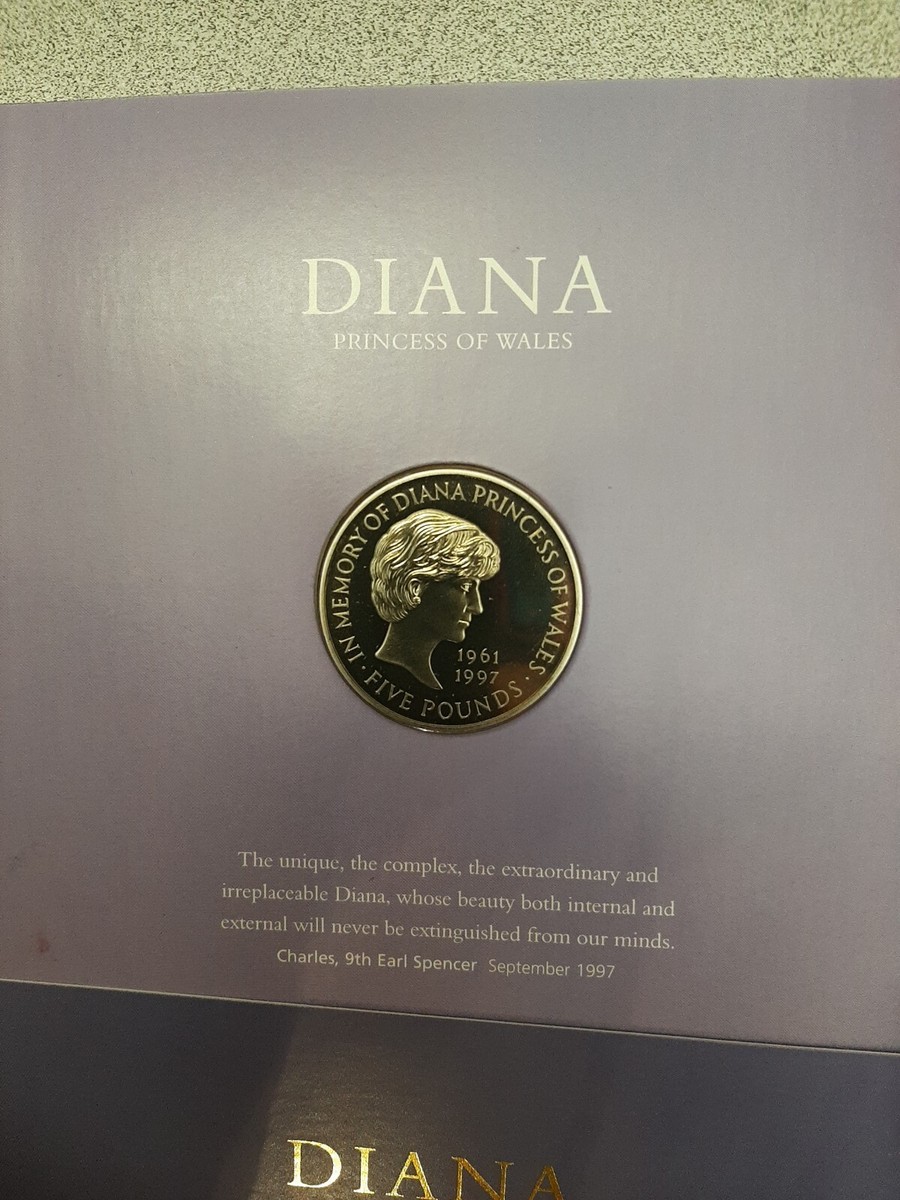 DIANA
PRINCESS OF WALES
IN MEMORY OF DIANA PRINCESS OF WALES
1961
1997
· FIVE POUNDS ·
The unique, the complex, the extraordinary and
irreplaceable Diana, whose beauty both internal and
external will never be extinguished from our minds.
Charles, 9th Earl Spencer September 1997
DIANA